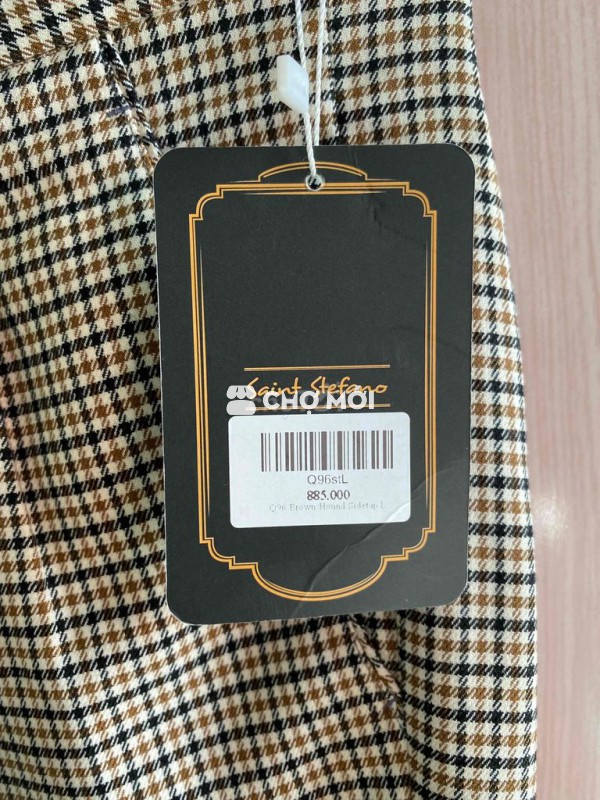 Saint Stefano
CHỢ MỚI
Q96stL
885.000
Q96 Brown Hound Sidetap L